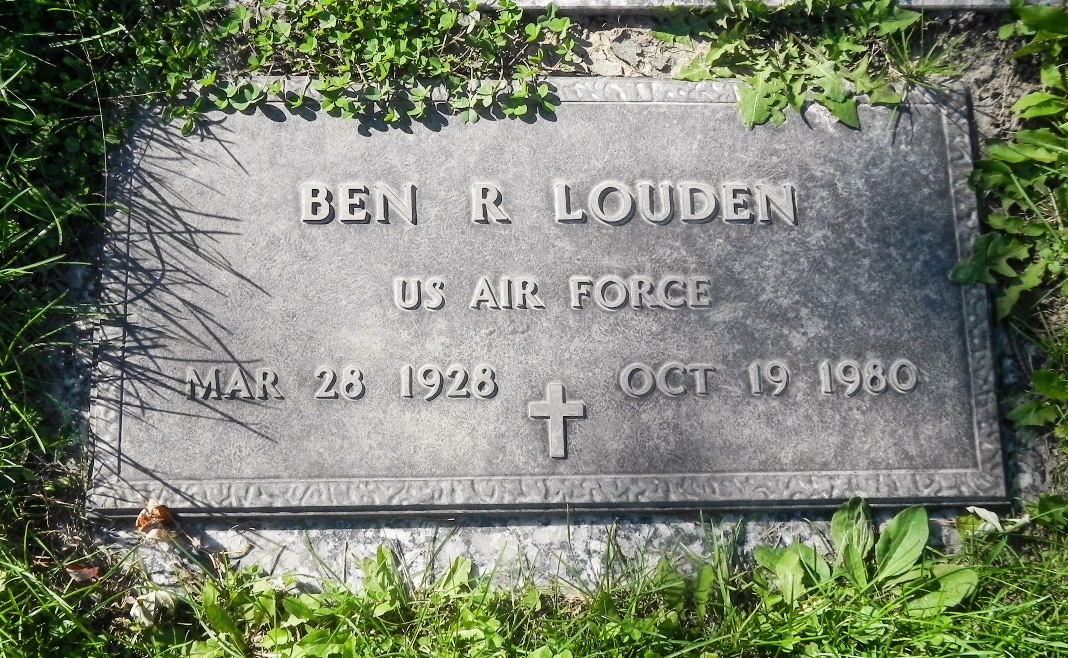 BEN R LOUDEN
US AIR FORCE
MAR 28 1928 OCT 19 1980